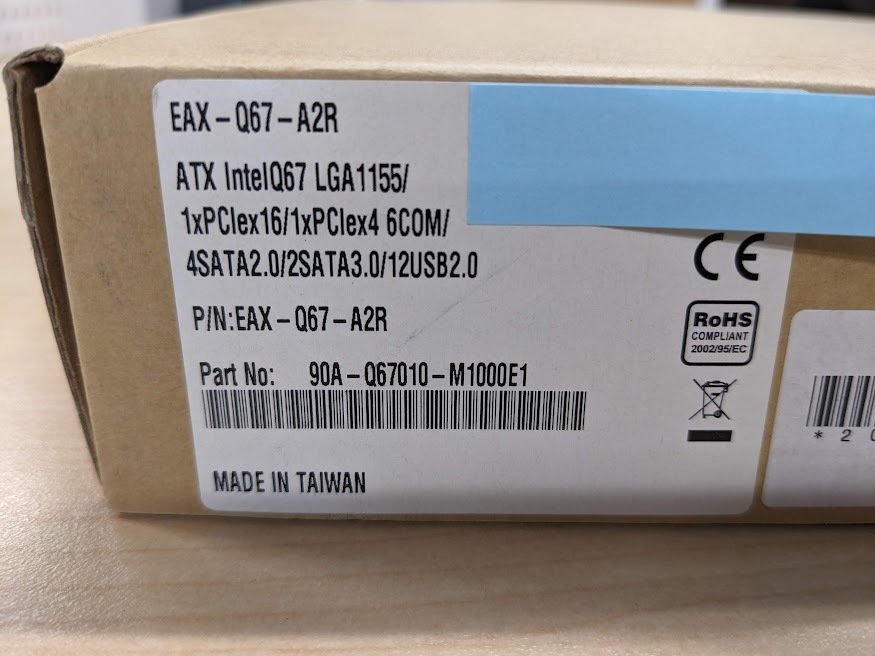 EAX-Q67-A2R
ATX IntelQ67 LGA1155/
1xPCIex16/1xPCIex4 6COM/
4SATA2.0/2SATA3.0/12USB2.0
P/N:EAX-Q67-A2R
Part No: 90A-Q67010-M1000E1
MADE IN TAIWAN
CE
RoHS
COMPLIANT
2002/95/EC
* 2